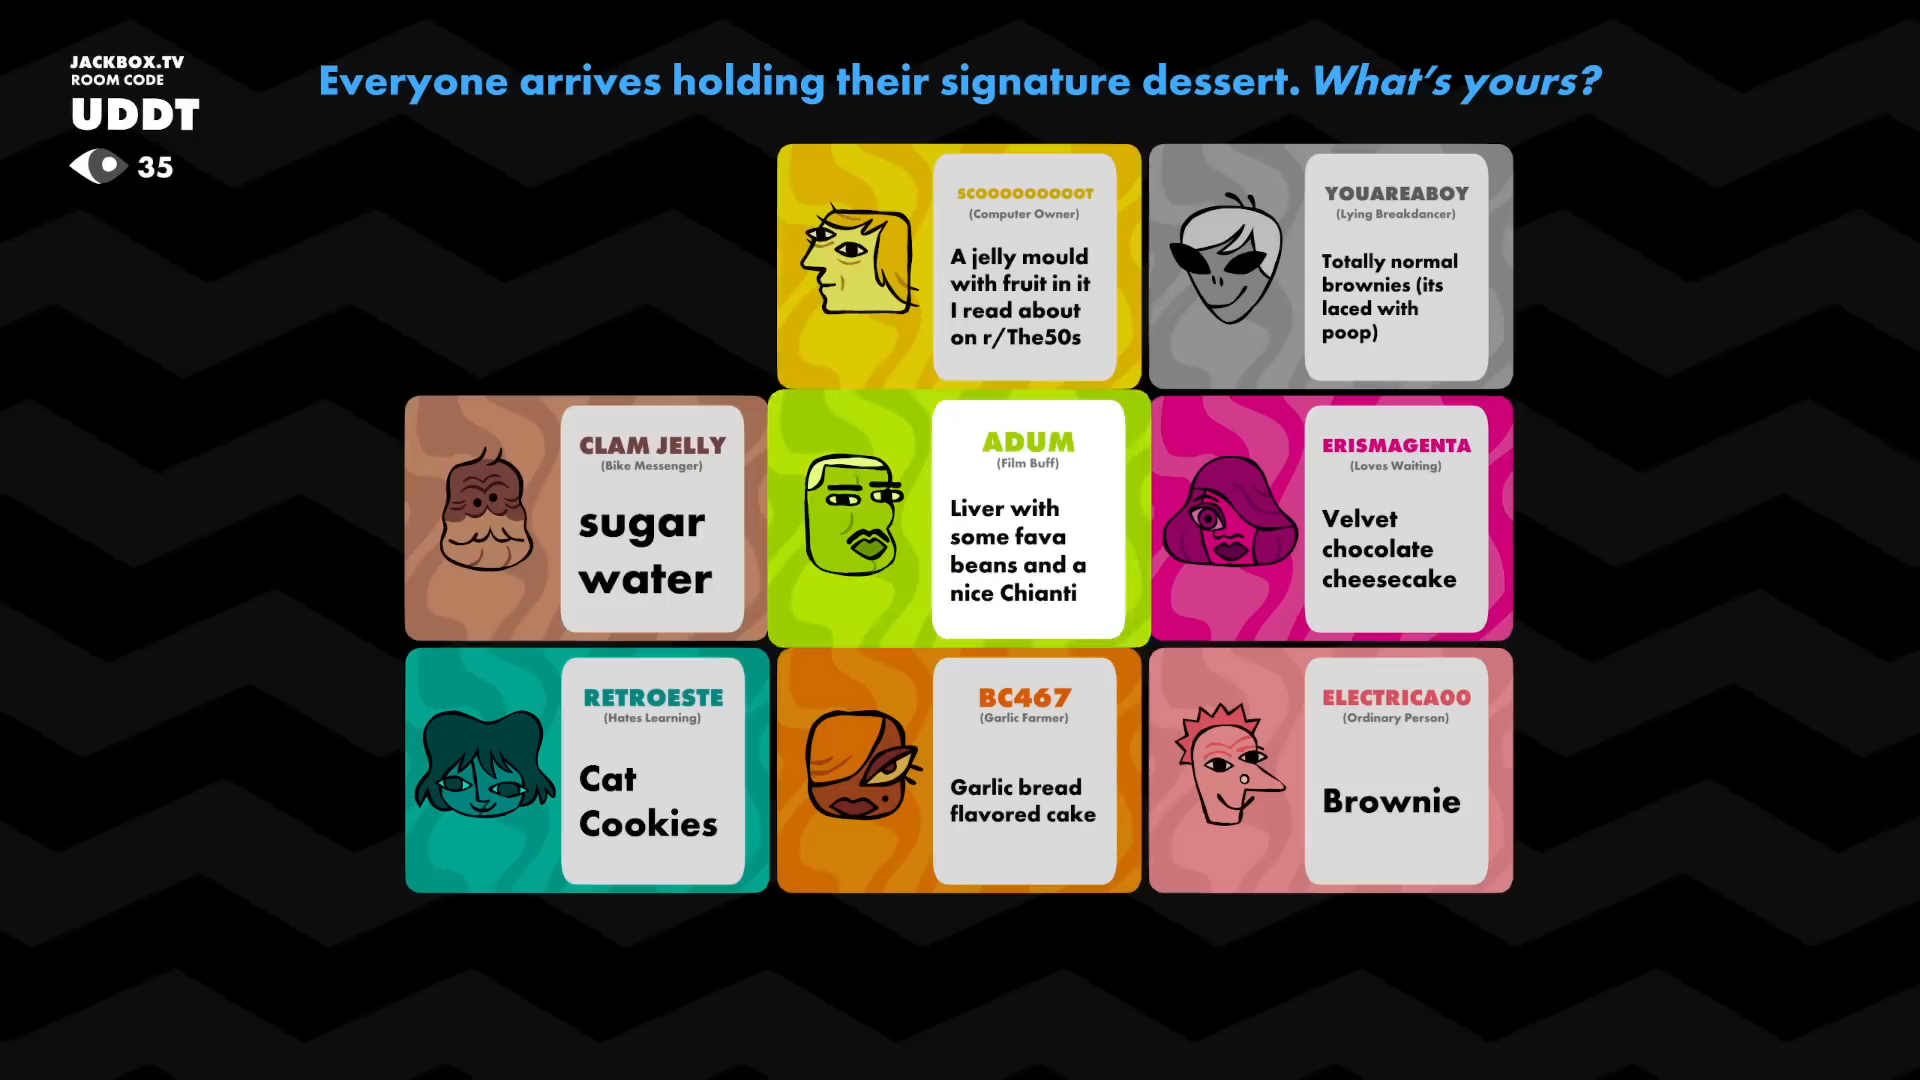 JACKBOX.TV
ROOM CODE
UDDT
35
Everyone arrives holding their signature dessert. What's yours?
SCOOOOOOOOOT
(Computer Owner)
A jelly mould
with fruit in it
I read about
on r/The50s
YOUAREABOY
(Lying Breakdancer)
Totally normal
brownies (its
laced with
poop)
CLAM JELLY
(Bike Messenger)
sugar
water
ADUM
(Film Buff)
Liver with
some fava
beans and a
nice Chianti
ERISMAGENTA
(Loves Waiting)
Velvet
chocolate
cheesecake
RETROESTE
(Hates Learning)
Cat
Cookies
BC467
(Garlic Farmer)
Garlic bread
flavored cake
ELECTRICA00
(Ordinary Person)
Brownie